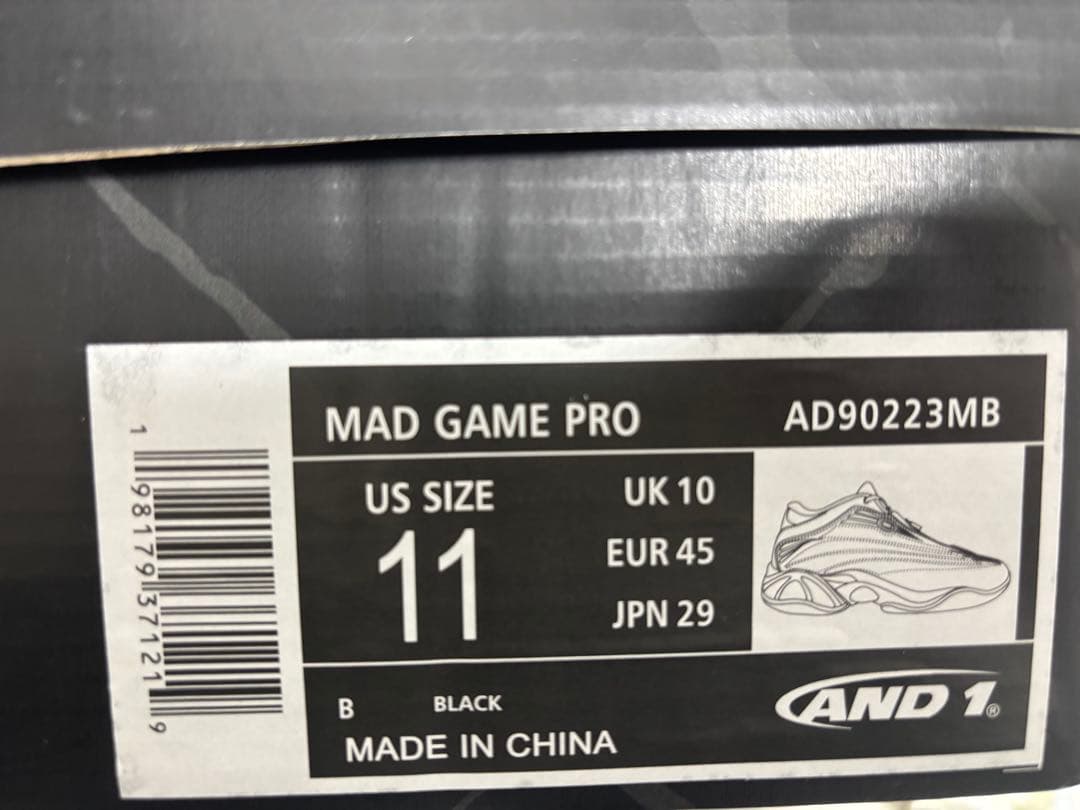 MAD GAME PRO AD90223MB
US SIZE
11
UK 10
EUR 45
JPN 29
B BLACK
MADE IN CHINA
AND 1®
1 98179 37121 9